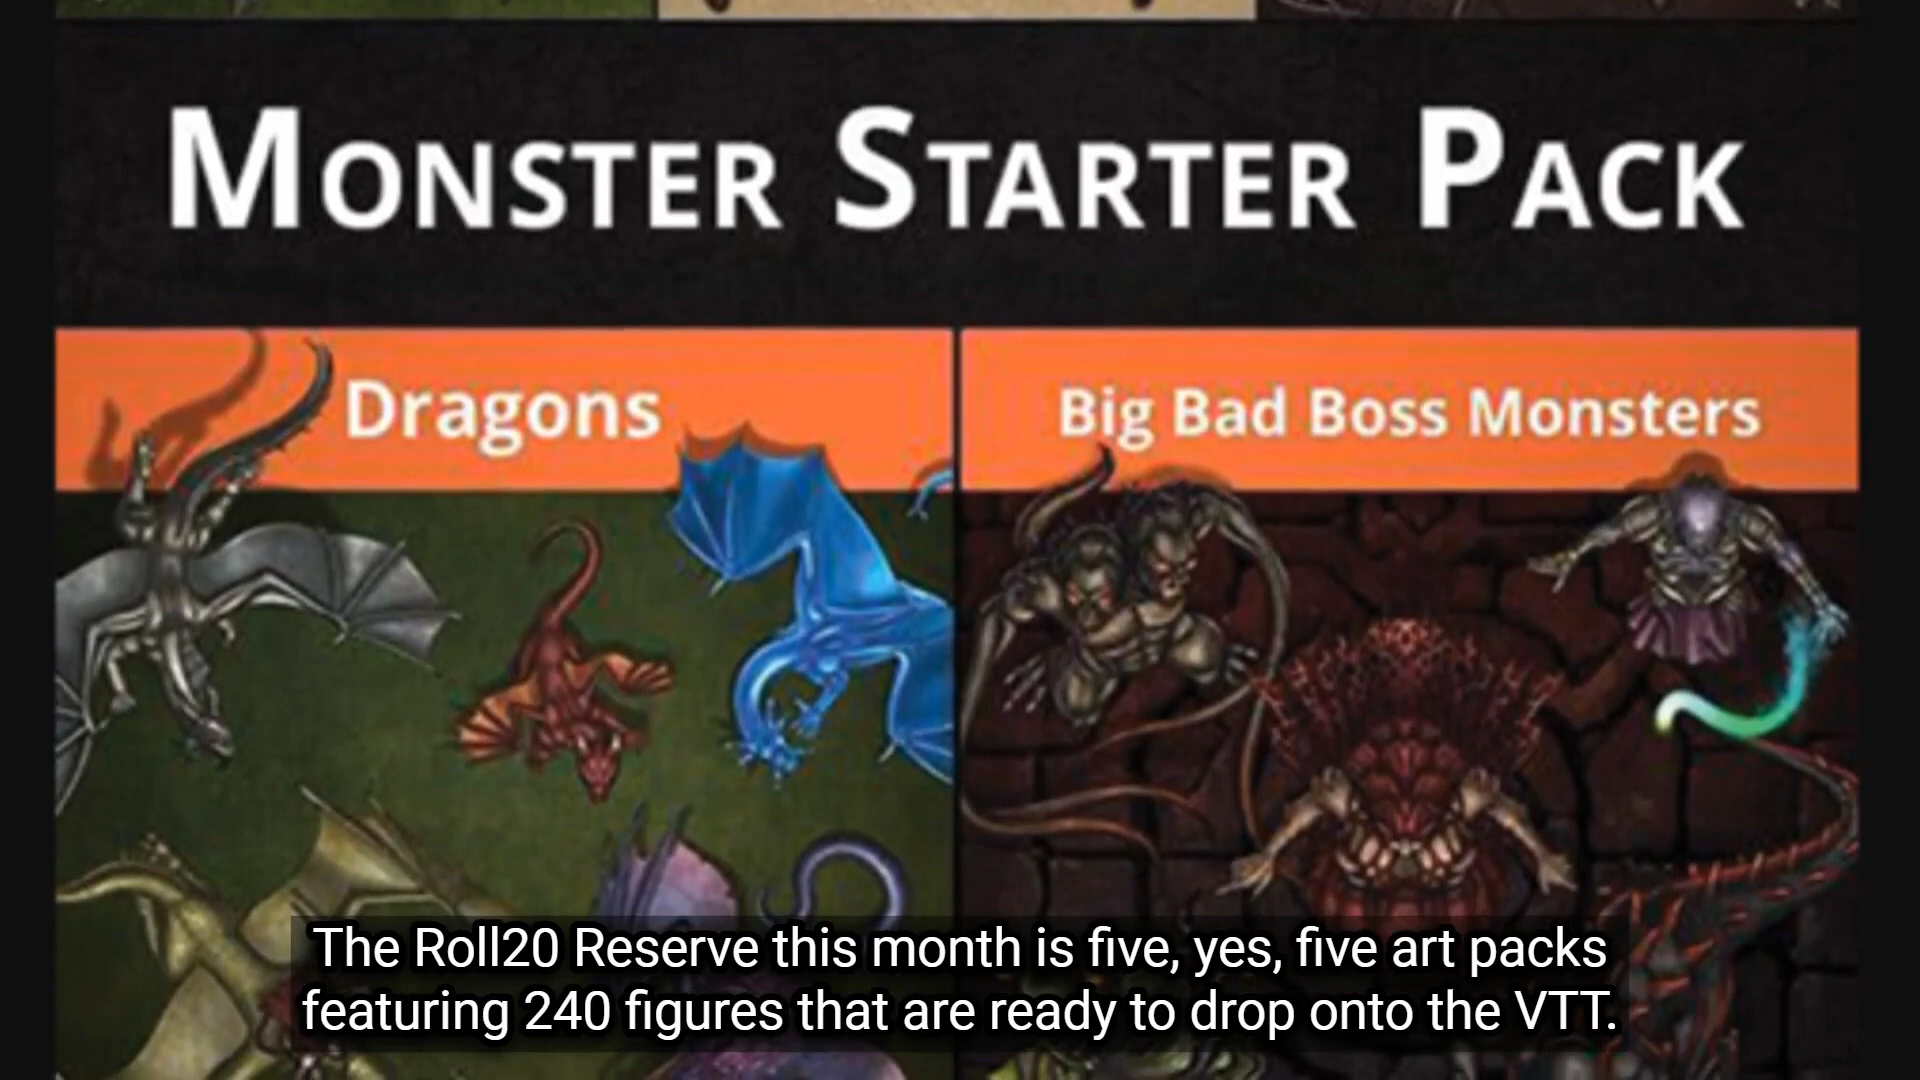 MONSTER STARTER PACK
Dragons
Big Bad Boss Monsters
The Roll20 Reserve this month is five, yes, five art packs
featuring 240 figures that are ready to drop onto the VTT.